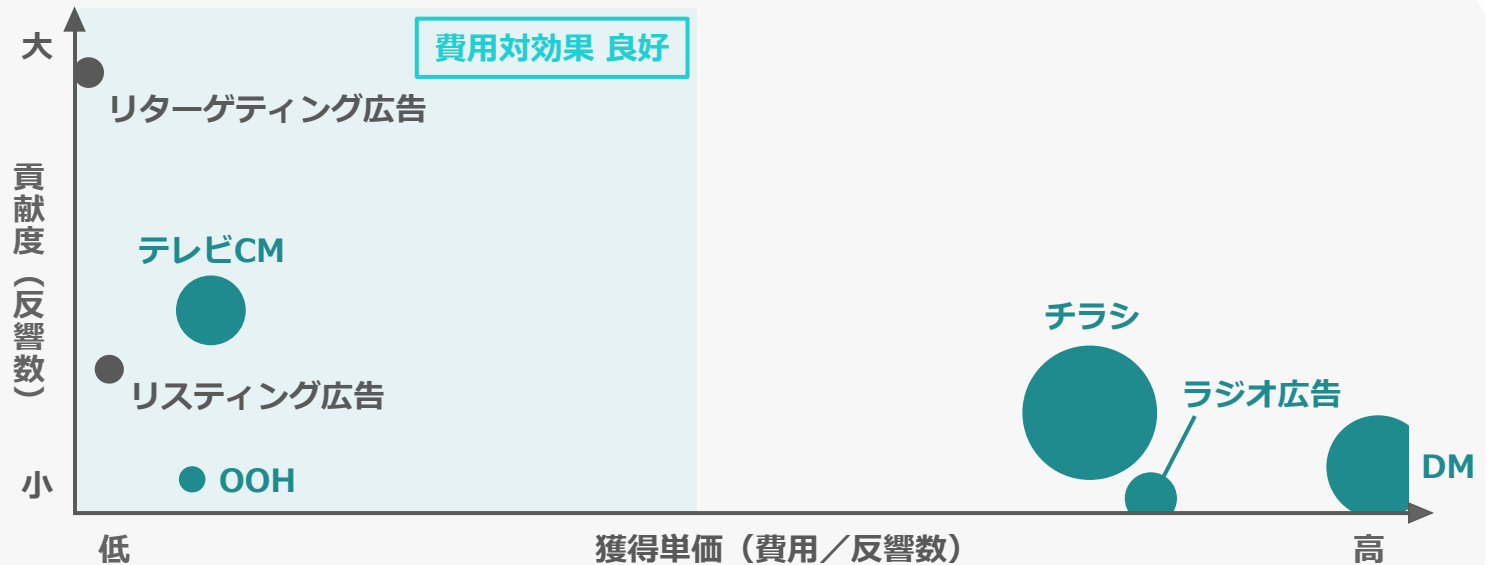 大
費用対効果 良好
リターゲティング広告
貢献度（反響数）
テレビCM
チラシ
リスティング広告
ラジオ広告
OOH
DM
小
低
獲得単価（費用／反響数）
高